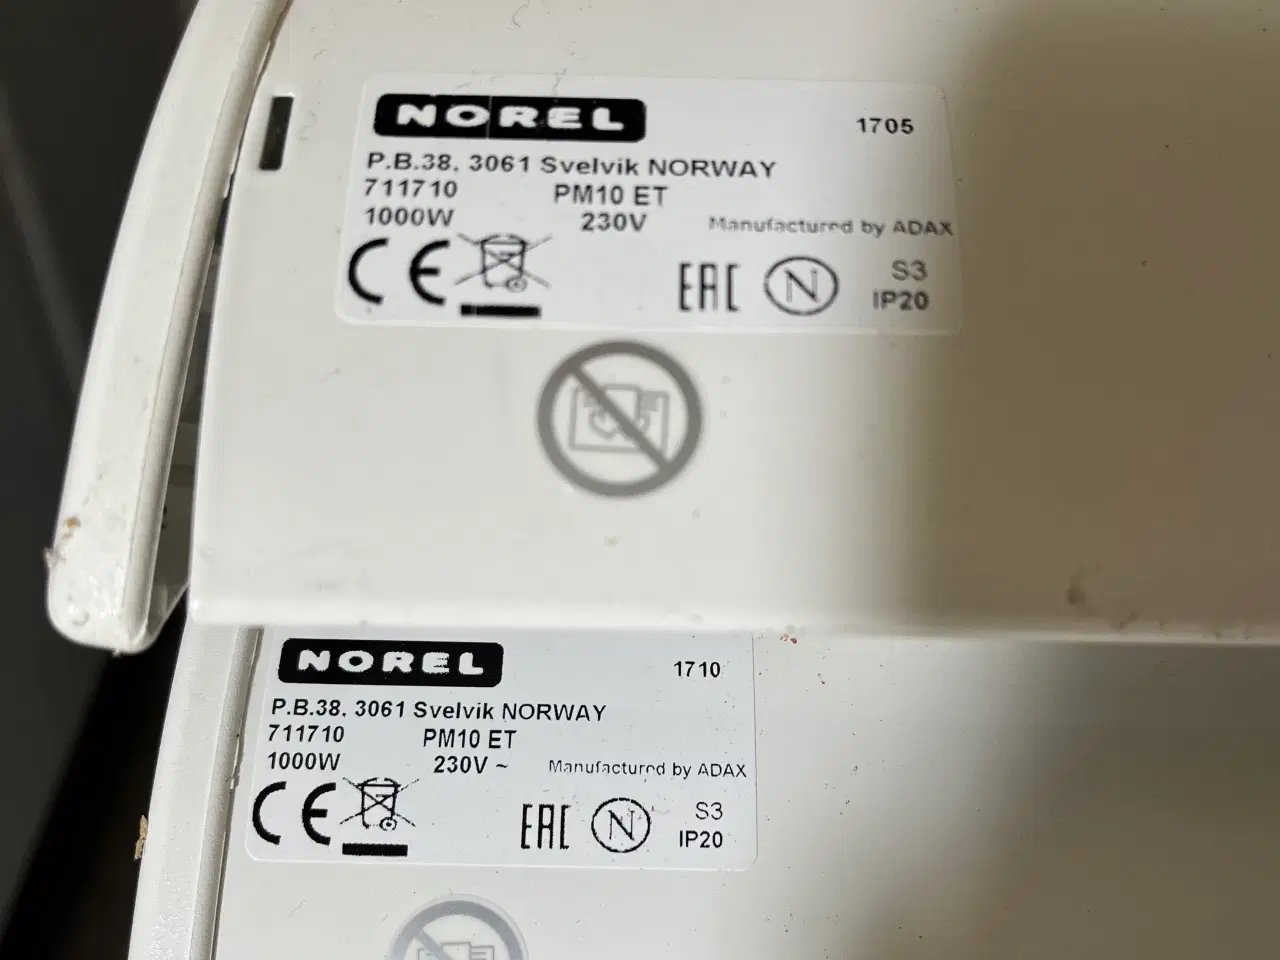 NOREL 1705
P.B.38, 3061 Svelvik NORWAY
711710 PM10 ET
1000W 230V Manufactured by ADAX
CE EAC N S3
IP20
NOREL 1710
P.B.38, 3061 Svelvik NORWAY
711710 PM10 ET
1000W 230V ~ Manufactured by ADAX
CE EAC N S3
IP20